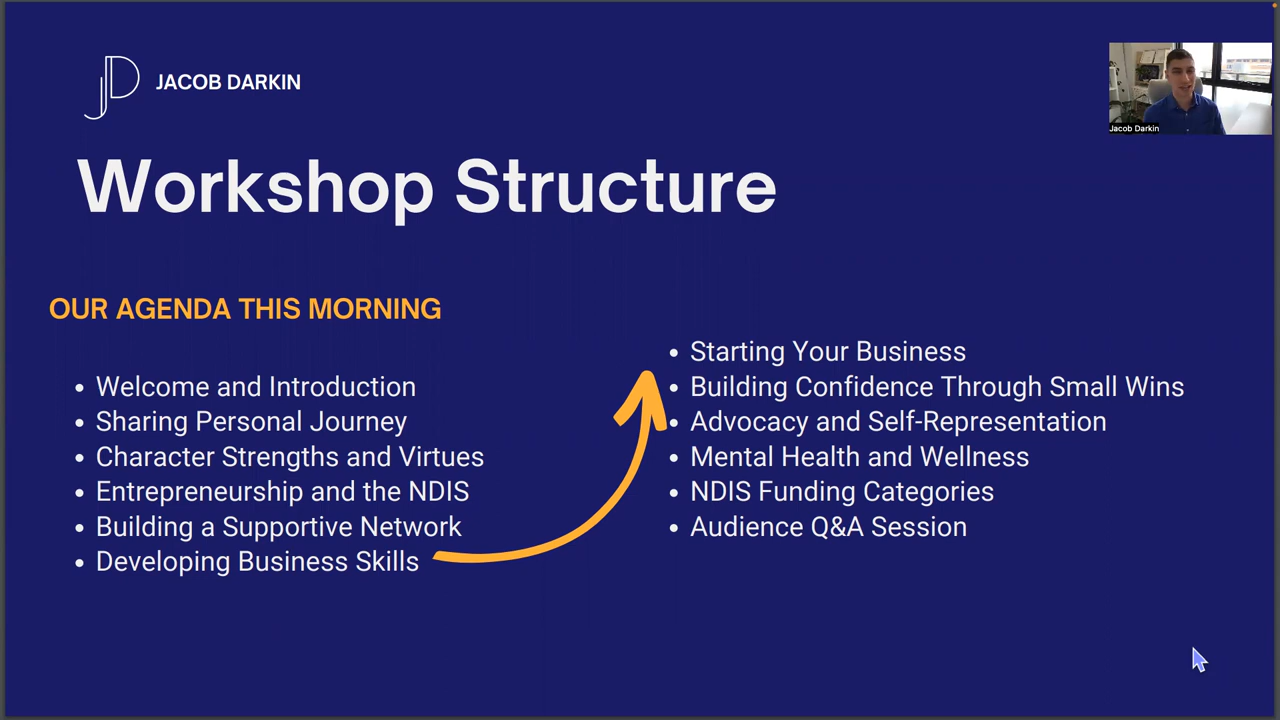 JD JACOB DARKIN
Jacob Darkin
Workshop Structure
OUR AGENDA THIS MORNING
• Welcome and Introduction
• Sharing Personal Journey
• Character Strengths and Virtues
• Entrepreneurship and the NDIS
• Building a Supportive Network
• Developing Business Skills
• Starting Your Business
• Building Confidence Through Small Wins
• Advocacy and Self-Representation
• Mental Health and Wellness
• NDIS Funding Categories
• Audience Q&A Session